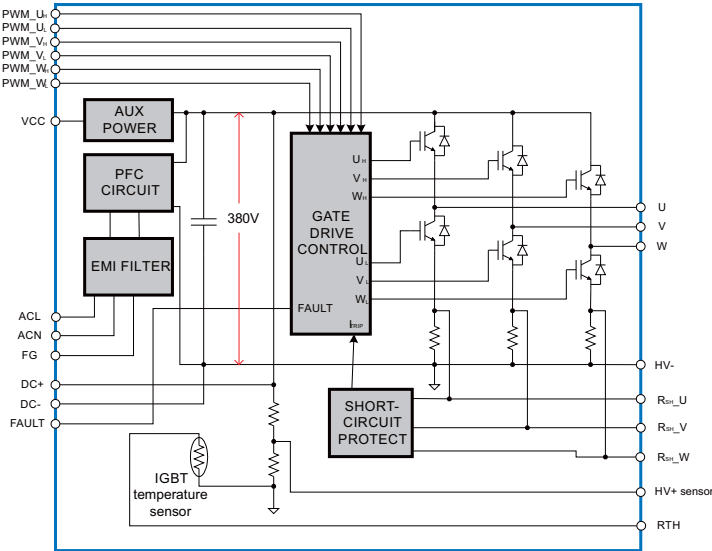 PWM_UH
PWM_UL
PWM_VH
PWM_VL
PWM_WH
PWM_WL
VCC
AUX
POWER
PFC
CIRCUIT
EMI FILTER
380V
GATE
DRIVE
CONTROL
UH
VH
WH
UL
VL
WL
FAULT
ITRIP
U
V
W
ACL
ACN
FG
DC+
DC-
FAULT
SHORT-
CIRCUIT
PROTECT
HV-
RSH_U
RSH_V
RSH_W
HV+ sensor
RTH
IGBT
temperature
sensor